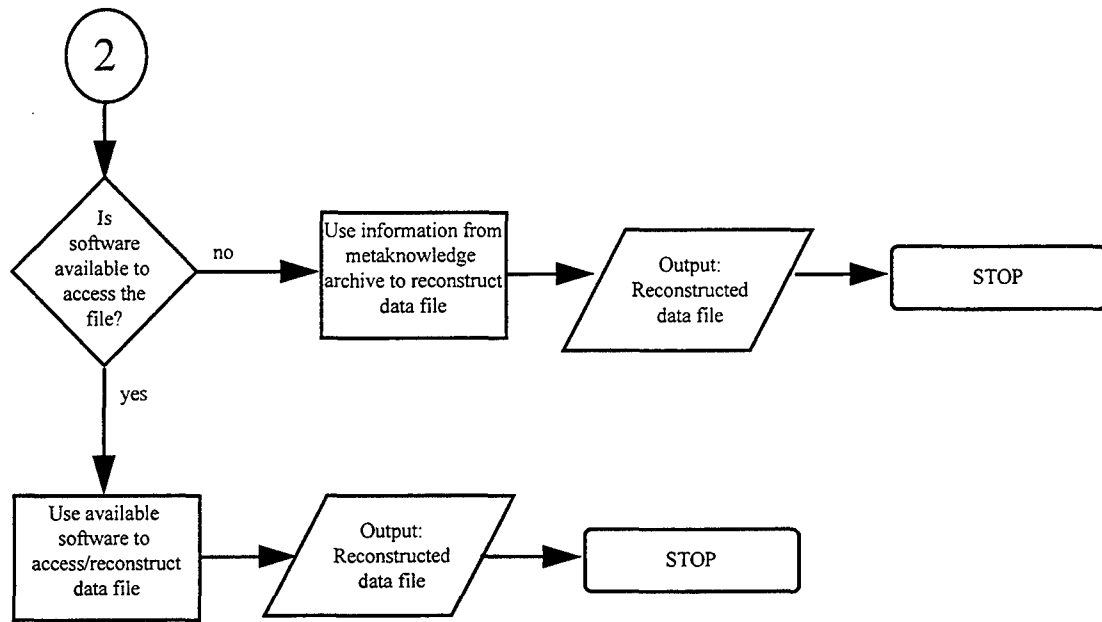 2
Is
software
available to
access the
file?
no
Use information from
metaknowledge
archive to reconstruct
data file
Output:
Reconstructed
data file
STOP
yes
Use available
software to
access/reconstruct
data file
Output:
Reconstructed
data file
STOP